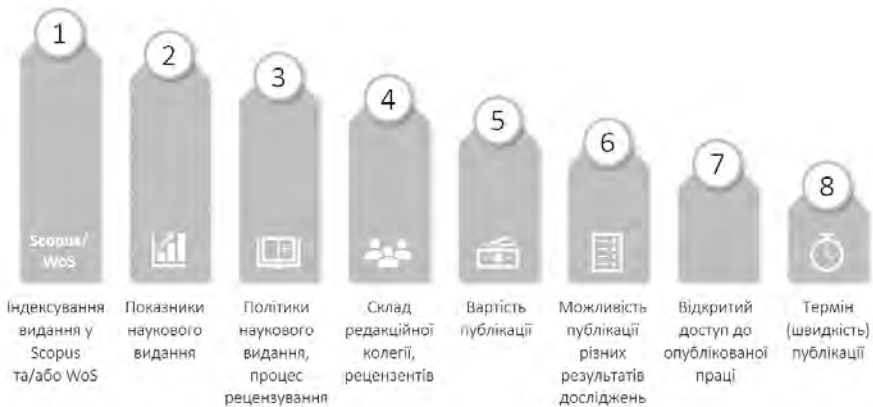 1
2
3
4
5
6
7
8
Scopus/
WoS
Індексування
видання у
Scopus
та/або WoS
Показники
наукового
видання
Політики
наукового
видання,
процес
рецензування
Склад
редакційної
колегії,
рецензентів
Вартість
публікації
Можливість
публікації
різних
результатів
досліджень
Відкритий
доступ до
опублікованої
праці
Термін
(швидкість)
публікації